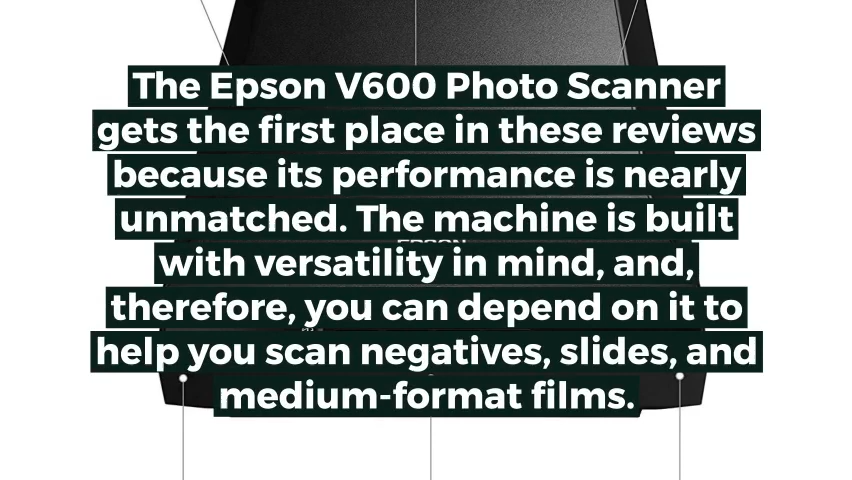 The Epson V600 Photo Scanner
gets the first place in these reviews
because its performance is nearly
unmatched. The machine is built
with versatility in mind, and,
therefore, you can depend on it to
help you scan negatives, slides, and
medium-format films.